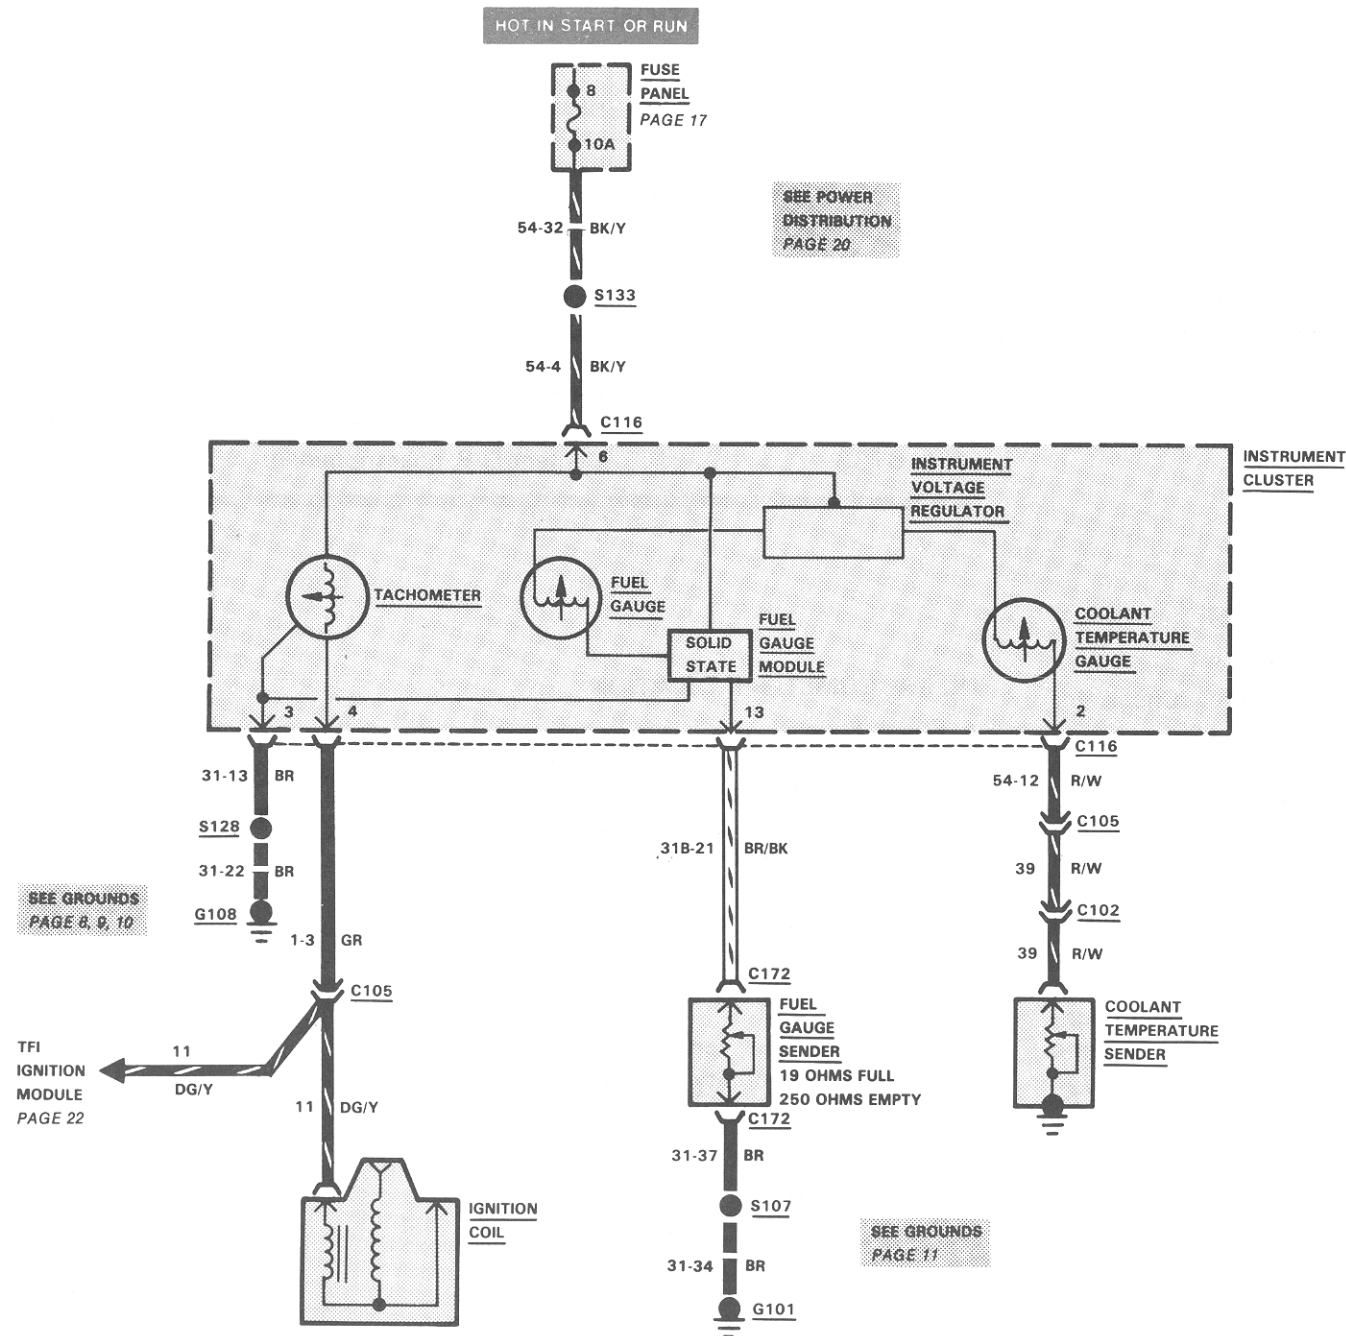 HOT IN START OR RUN
FUSE
PANEL
PAGE 17
8
10A
SEE POWER
DISTRIBUTION
PAGE 20
54-32 BK/Y
S133
54-4 BK/Y
C116
6
INSTRUMENT
CLUSTER
INSTRUMENT
VOLTAGE
REGULATOR
TACHOMETER
FUEL
GAUGE
SOLID
STATE
FUEL
GAUGE
MODULE
COOLANT
TEMPERATURE
GAUGE
3 4 13 2
C116
31-13 BR
S128
31-22 BR
G108
SEE GROUNDS
PAGE 8, 9, 10
1-3 GR
C105
TFI
IGNITION
MODULE
PAGE 22
11
DG/Y
11 DG/Y
IGNITION
COIL
31B-21 BR/BK
C172
FUEL
GAUGE
SENDER
19 OHMS FULL
250 OHMS EMPTY
C172
31-37 BR
S107
31-34 BR
G101
SEE GROUNDS
PAGE 11
54-12 R/W
C105
39 R/W
C102
39 R/W
COOLANT
TEMPERATURE
SENDER